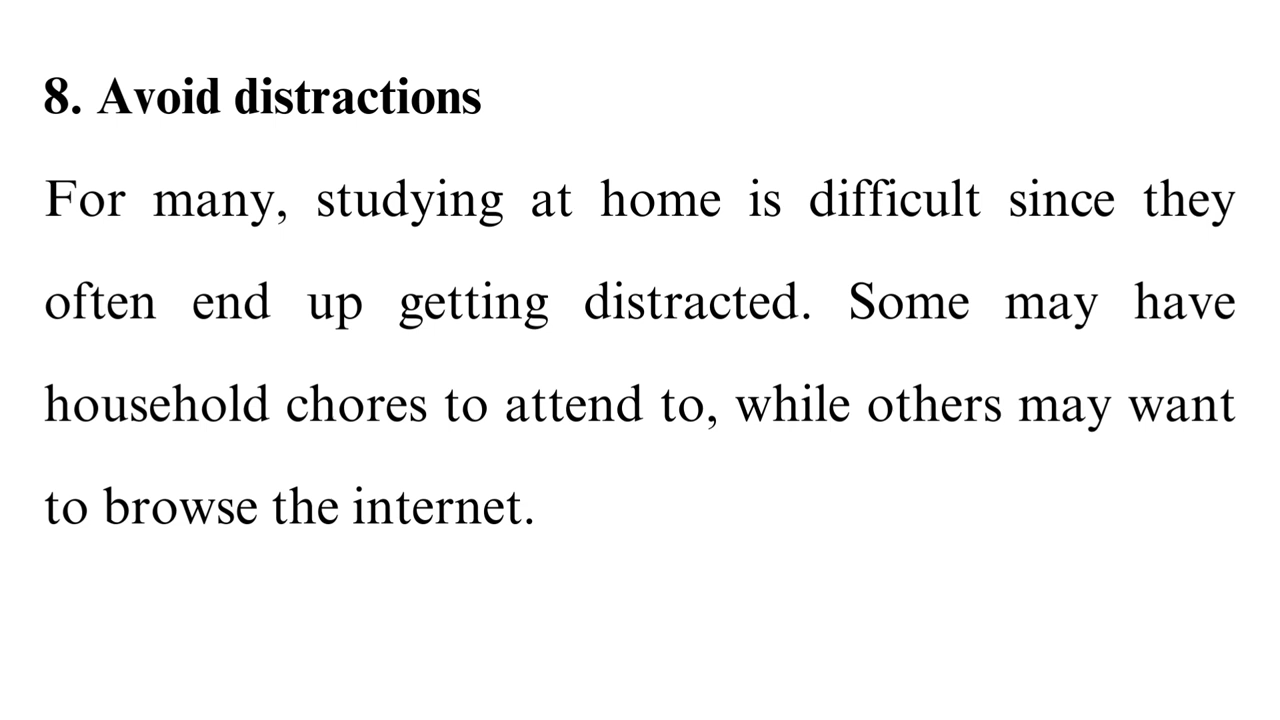 8. Avoid distractions
For many, studying at home is difficult since they
often end up getting distracted. Some may have
household chores to attend to, while others may want
to browse the internet.